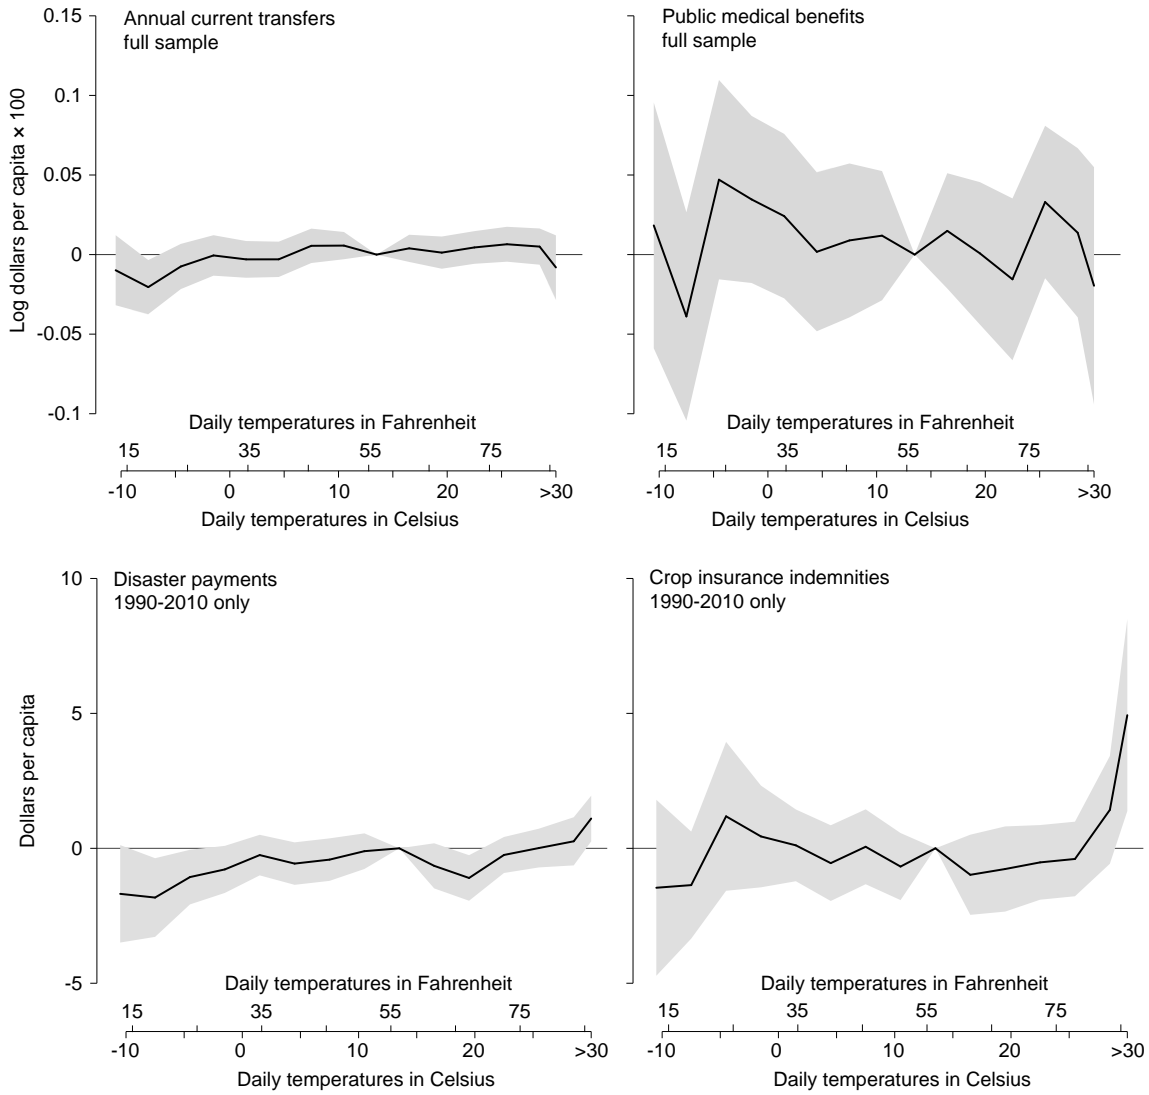 Annual current transfers
full sample
Log dollars per capita × 100
0.15
0.1
0.05
0
-0.05
-0.1
Daily temperatures in Fahrenheit
15 35 55 75
-10 0 10 20 >30
Daily temperatures in Celsius
Public medical benefits
full sample
Daily temperatures in Fahrenheit
15 35 55 75
-10 0 10 20 >30
Daily temperatures in Celsius
Disaster payments
1990-2010 only
Dollars per capita
10
5
0
-5
Daily temperatures in Fahrenheit
15 35 55 75
-10 0 10 20 >30
Daily temperatures in Celsius
Crop insurance indemnities
1990-2010 only
Daily temperatures in Fahrenheit
15 35 55 75
-10 0 10 20 >30
Daily temperatures in Celsius